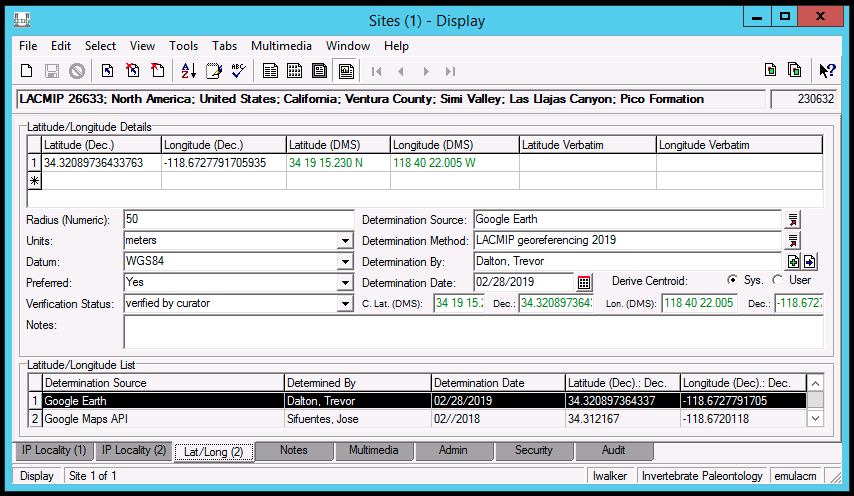 Sites (1) - Display
File Edit Select View Tools Tabs Multimedia Window Help
LACMIP 26633; North America; United States; California; Ventura County; Simi Valley; Las Llajas Canyon; Pico Formation 230632
Latitude/Longitude Details
Latitude (Dec.) Longitude (Dec.) Latitude (DMS) Longitude (DMS) Latitude Verbatim Longitude Verbatim
1 34.32089736433763 -118.6727791705935 34 19 15.230 N 118 40 22.005 W
Radius (Numeric): 50 Determination Source: Google Earth
Units: meters Determination Method: LACMIP georeferencing 2019
Datum: WGS84 Determination By: Dalton, Trevor
Preferred: Yes Determination Date: 02/28/2019 Derive Centroid: Sys. User
Verification Status: verified by curator C. Lat. (DMS): 34 19 15.2 Dec.: 34.3208973643 Lon. (DMS): 118 40 22.005 Dec.: -118.6727
Notes:
Latitude/Longitude List
Determination Source Determined By Determination Date Latitude (Dec).: Dec. Longitude (Dec).: Dec.
1 Google Earth Dalton, Trevor 02/28/2019 34.320897364337 -118.6727791705
2 Google Maps API Sifuentes, Jose 02//2018 34.312167 -118.6720118
IP Locality (1) IP Locality (2) Lat/Long (2) Notes Multimedia Admin Security Audit
Display Site 1 of 1 lwalker Invertebrate Paleontology emulacm